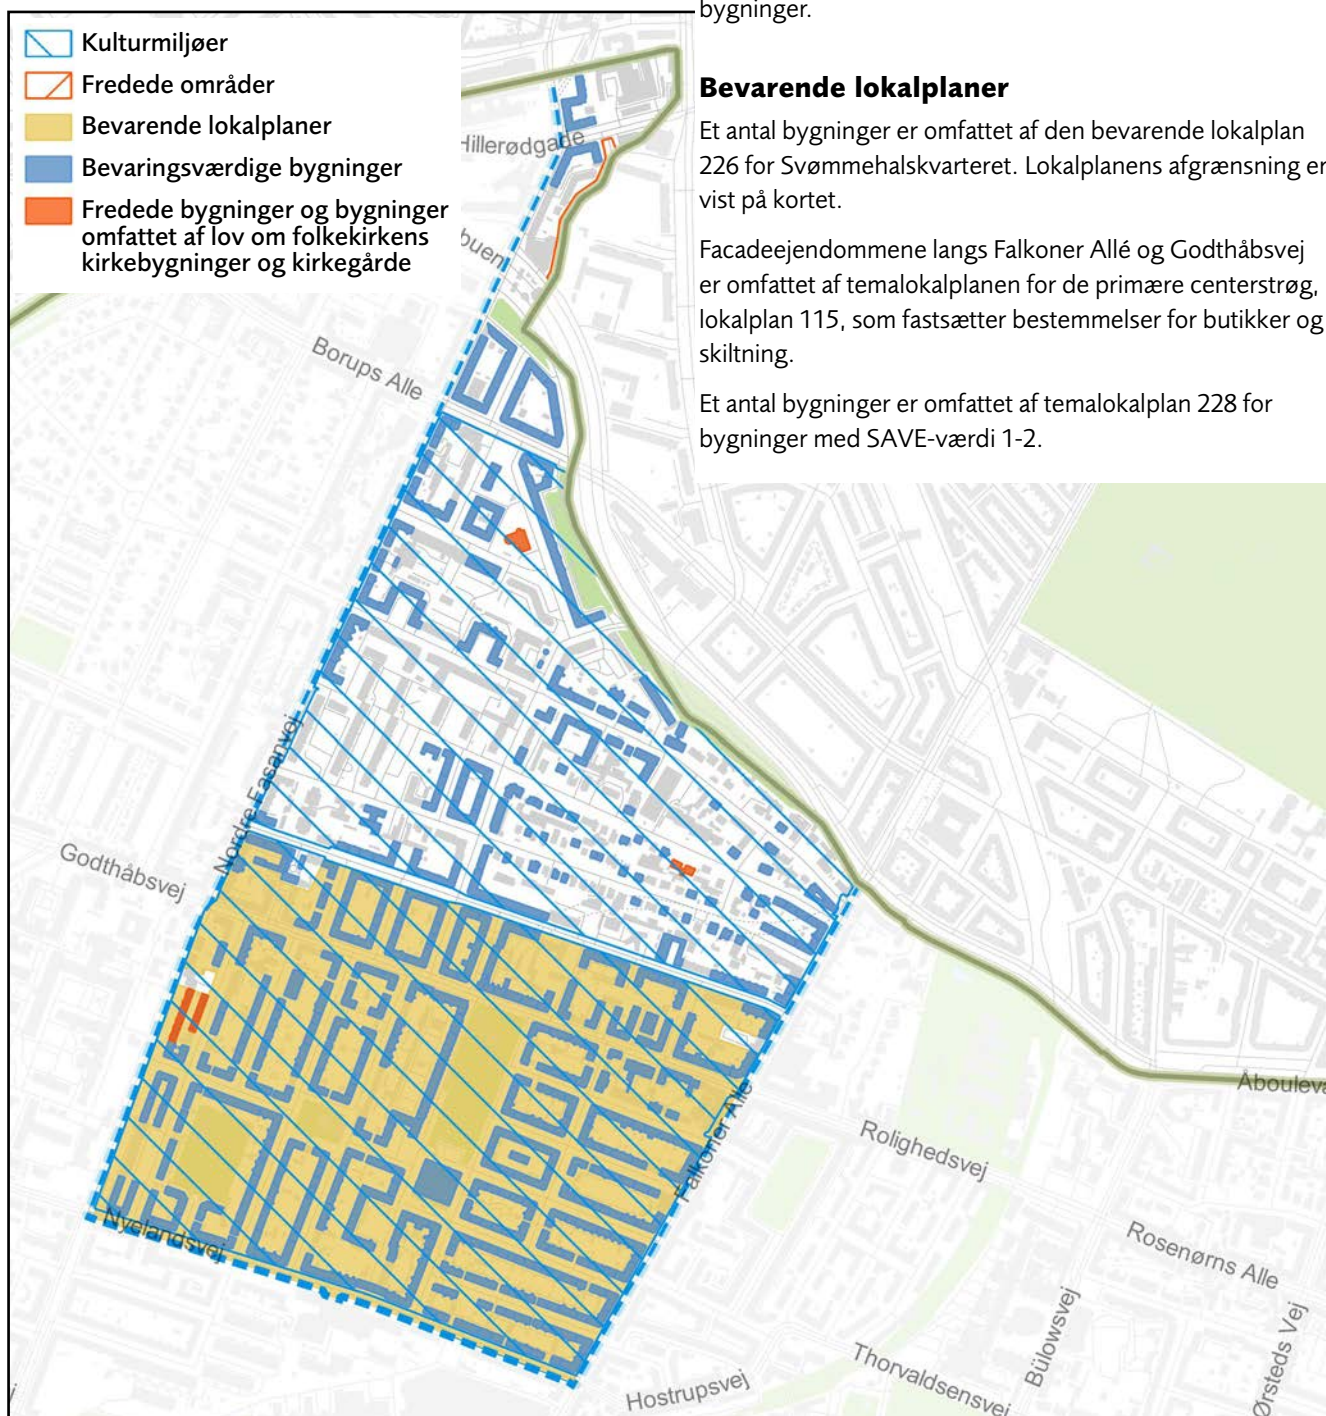 bygninger.
Kulturmiljøer
Fredede områder
Bevarende lokalplaner
Bevaringsværdige bygninger
Fredede bygninger og bygninger
omfattet af lov om folkekirkens
kirkebygninger og kirkegårde
Bevarende lokalplaner
Et antal bygninger er omfattet af den bevarende lokalplan
226 for Svømmehalskvarteret. Lokalplanens afgrænsning er
vist på kortet.
Facadeejendommene langs Falkoner Allé og Godthåbsvej
er omfattet af temalokalplanen for de primære centerstrøg,
lokalplan 115, som fastsætter bestemmelser for butikker og
skiltning.
Et antal bygninger er omfattet af temalokalplan 228 for
bygninger med SAVE-værdi 1-2.
Hillerødgade
buen
Borups Alle
Nordre Fasanvej
Godthåbsvej
Åbouleva
Falkoner Alle
Rolighedsvej
Nyelandsvej
Rosenørns Alle
Bülowsvej
Thorvaldsensvej
Ørsteds Vej
Hostrupsvej